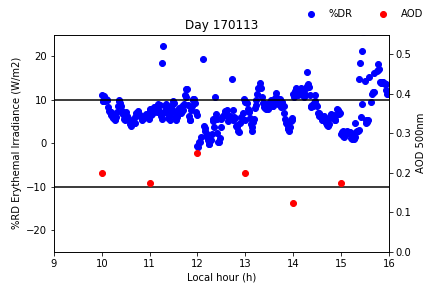 %DR AOD
Day 170113
%RD Erythemal Irradiance (W/m2)
20
10
0
−10
−20
0.5
0.4
0.3
0.2
0.1
0.0
AOD 500nm
9 10 11 12 13 14 15 16
Local hour (h)